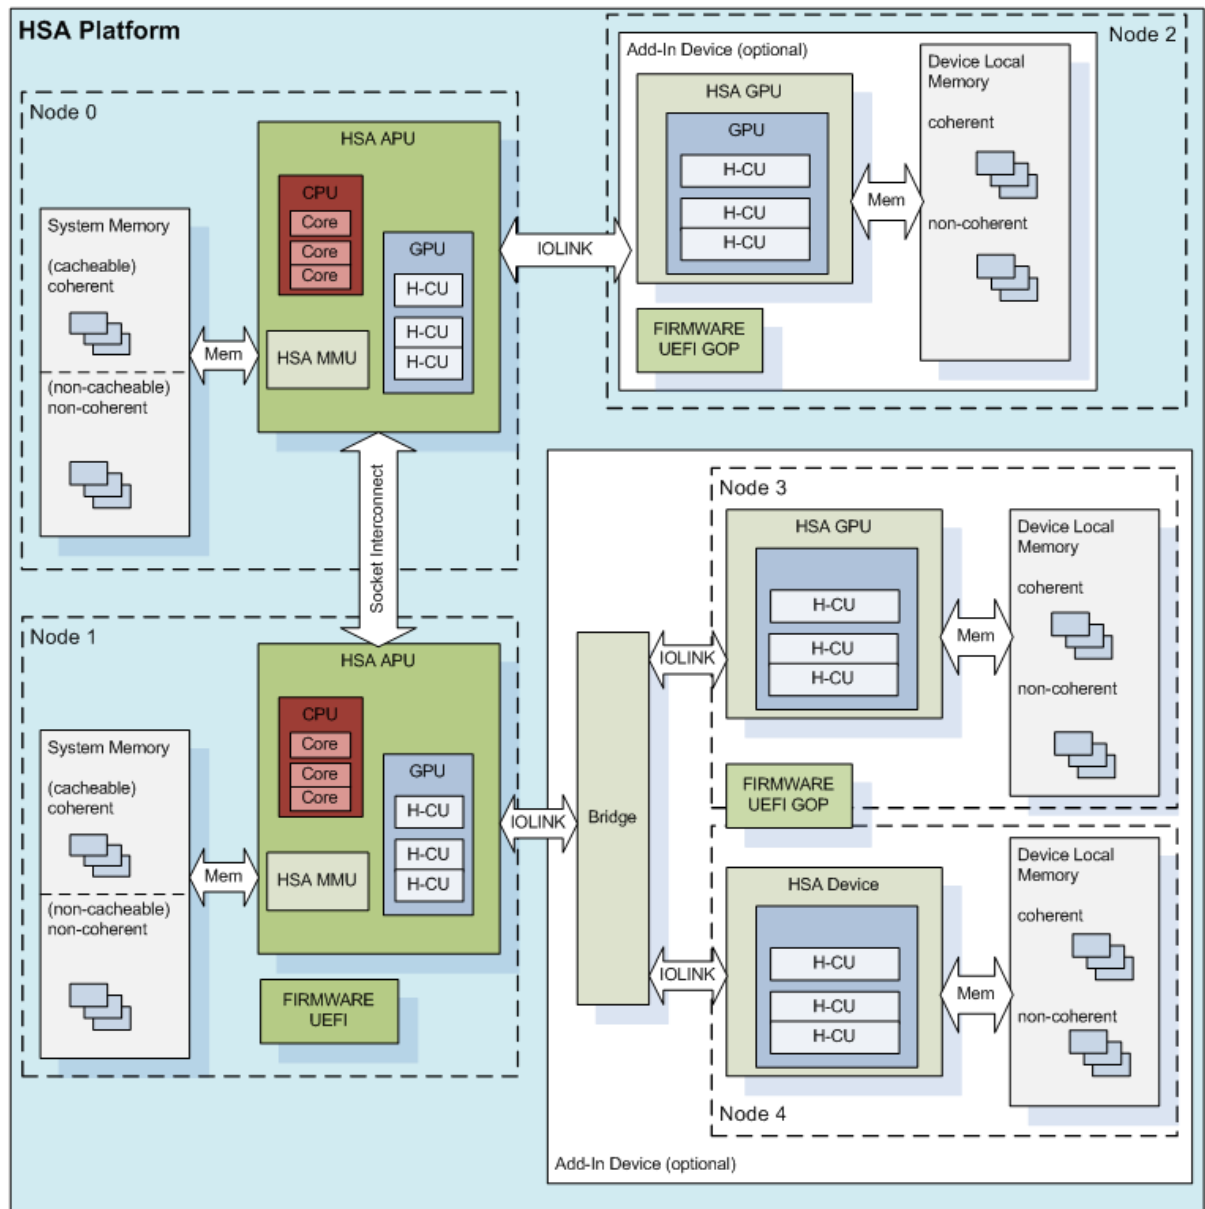 HSA Platform
Node 0
HSA APU
CPU
Core
Core
Core
GPU
H-CU
H-CU
H-CU
HSA MMU
System Memory
(cacheable)
coherent
(non-cacheable)
non-coherent
Mem
IOLINK
Node 2
Add-In Device (optional)
HSA GPU
GPU
H-CU
H-CU
H-CU
Mem
Device Local
Memory
coherent
non-coherent
FIRMWARE
UEFI GOP
Socket Interconnect
Node 1
HSA APU
CPU
Core
Core
Core
GPU
H-CU
H-CU
H-CU
HSA MMU
System Memory
(cacheable)
coherent
(non-cacheable)
non-coherent
Mem
FIRMWARE
UEFI
IOLINK
Bridge
IOLINK
Node 3
HSA GPU
H-CU
H-CU
H-CU
Mem
Device Local
Memory
coherent
non-coherent
FIRMWARE
UEFI GOP
IOLINK
HSA Device
H-CU
H-CU
H-CU
Mem
Device Local
Memory
coherent
non-coherent
Node 4
Add-In Device (optional)